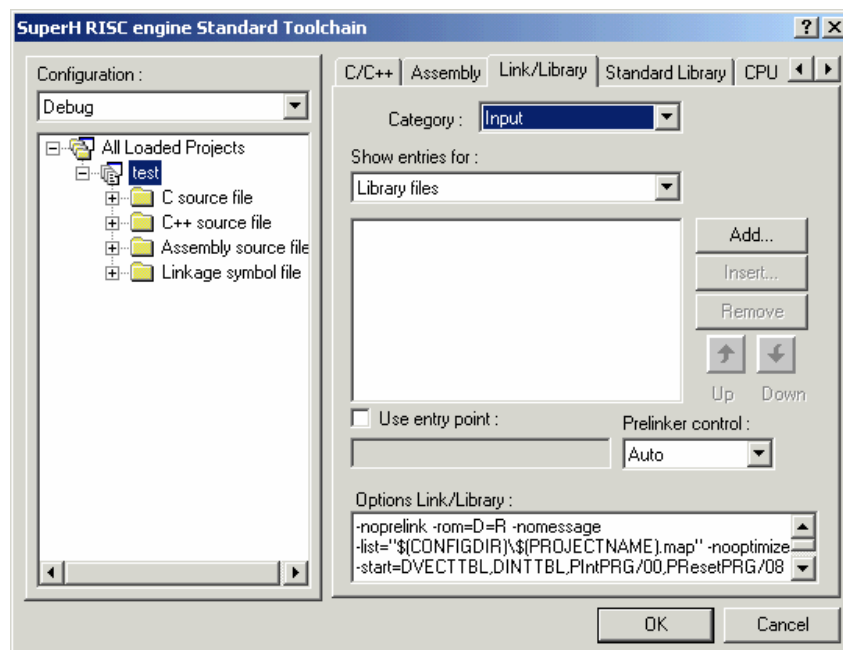 SuperH RISC engine Standard Toolchain
Configuration :
Debug
All Loaded Projects
test
C source file
C++ source file
Assembly source file
Linkage symbol file
C/C++ Assembly Link/Library Standard Library CPU
Category : Input
Show entries for :
Library files
Add...
Insert...
Remove
Up Down
Use entry point :
Prelinker control :
Auto
Options Link/Library :
-noprelink -rom=D=R -nomessage
-list="$(CONFIGDIR)\$(PROJECTNAME).map" -nooptimize
-start=DVECTTBL,DINTTBL,PIntPRG/00,PResetPRG/08
OK Cancel